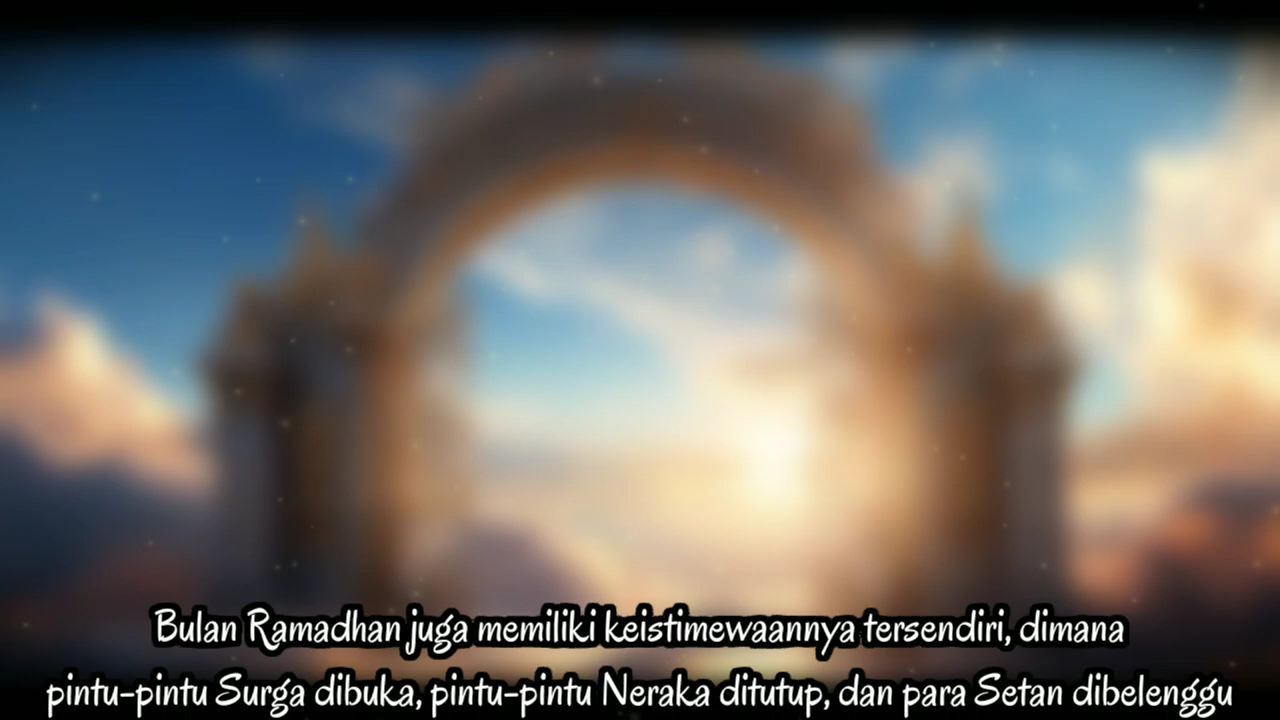 Bulan Ramadhan juga memiliki keistimewaannya tersendiri, dimana
pintu-pintu Surga dibuka, pintu-pintu Neraka ditutup, dan para Setan dibelenggu